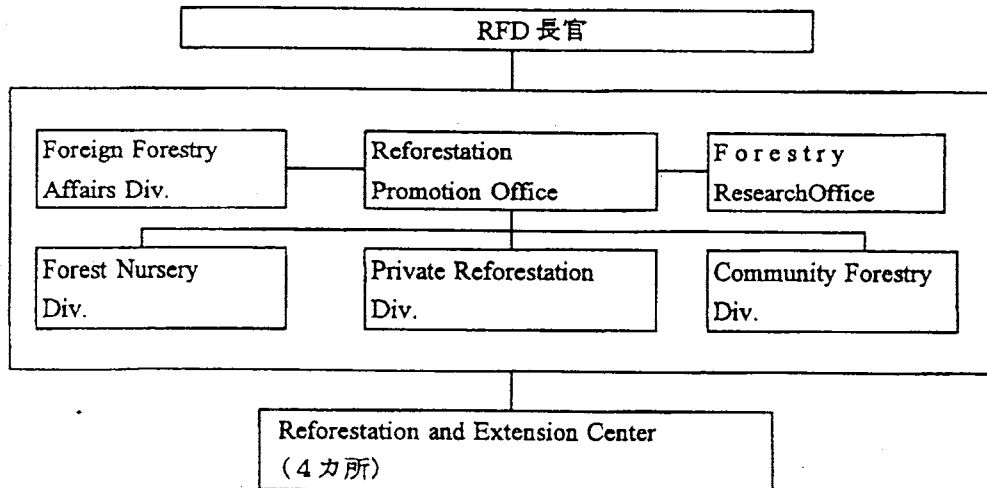 RFD 長官
Foreign Forestry
Affairs Div.
Reforestation
Promotion Office
Forestry
ResearchOffice
Forest Nursery
Div.
Private Reforestation
Div.
Community Forestry
Div.
Reforestation and Extension Center
(4カ所)